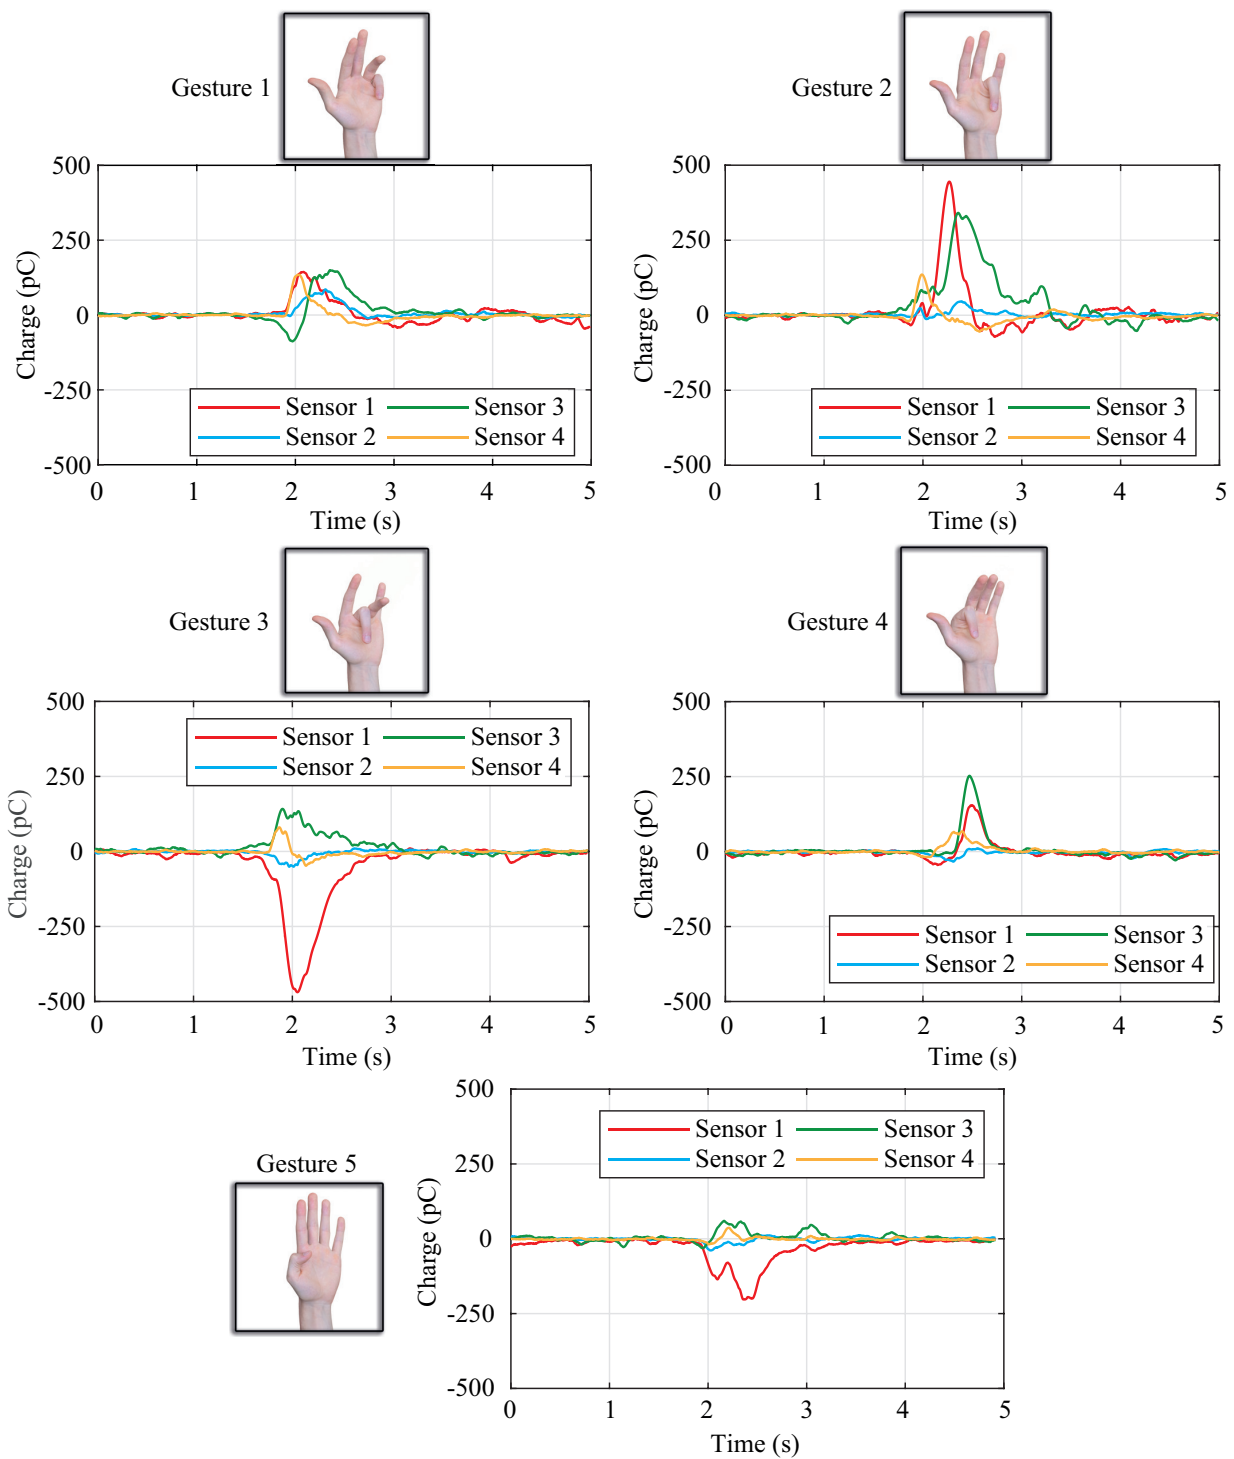 Gesture 1
500
250
0
-250
-500
Charge (pC)
Sensor 1 Sensor 3
Sensor 2 Sensor 4
0 1 2 3 4 5
Time (s)
Gesture 2
500
250
0
-250
-500
Charge (pC)
Sensor 1 Sensor 3
Sensor 2 Sensor 4
0 1 2 3 4 5
Time (s)
Gesture 3
500
250
0
-250
-500
Charge (pC)
Sensor 1 Sensor 3
Sensor 2 Sensor 4
0 1 2 3 4 5
Time (s)
Gesture 4
500
250
0
-250
-500
Charge (pC)
Sensor 1 Sensor 3
Sensor 2 Sensor 4
0 1 2 3 4 5
Time (s)
Gesture 5
500
250
0
-250
-500
Charge (pC)
Sensor 1 Sensor 3
Sensor 2 Sensor 4
0 1 2 3 4 5
Time (s)